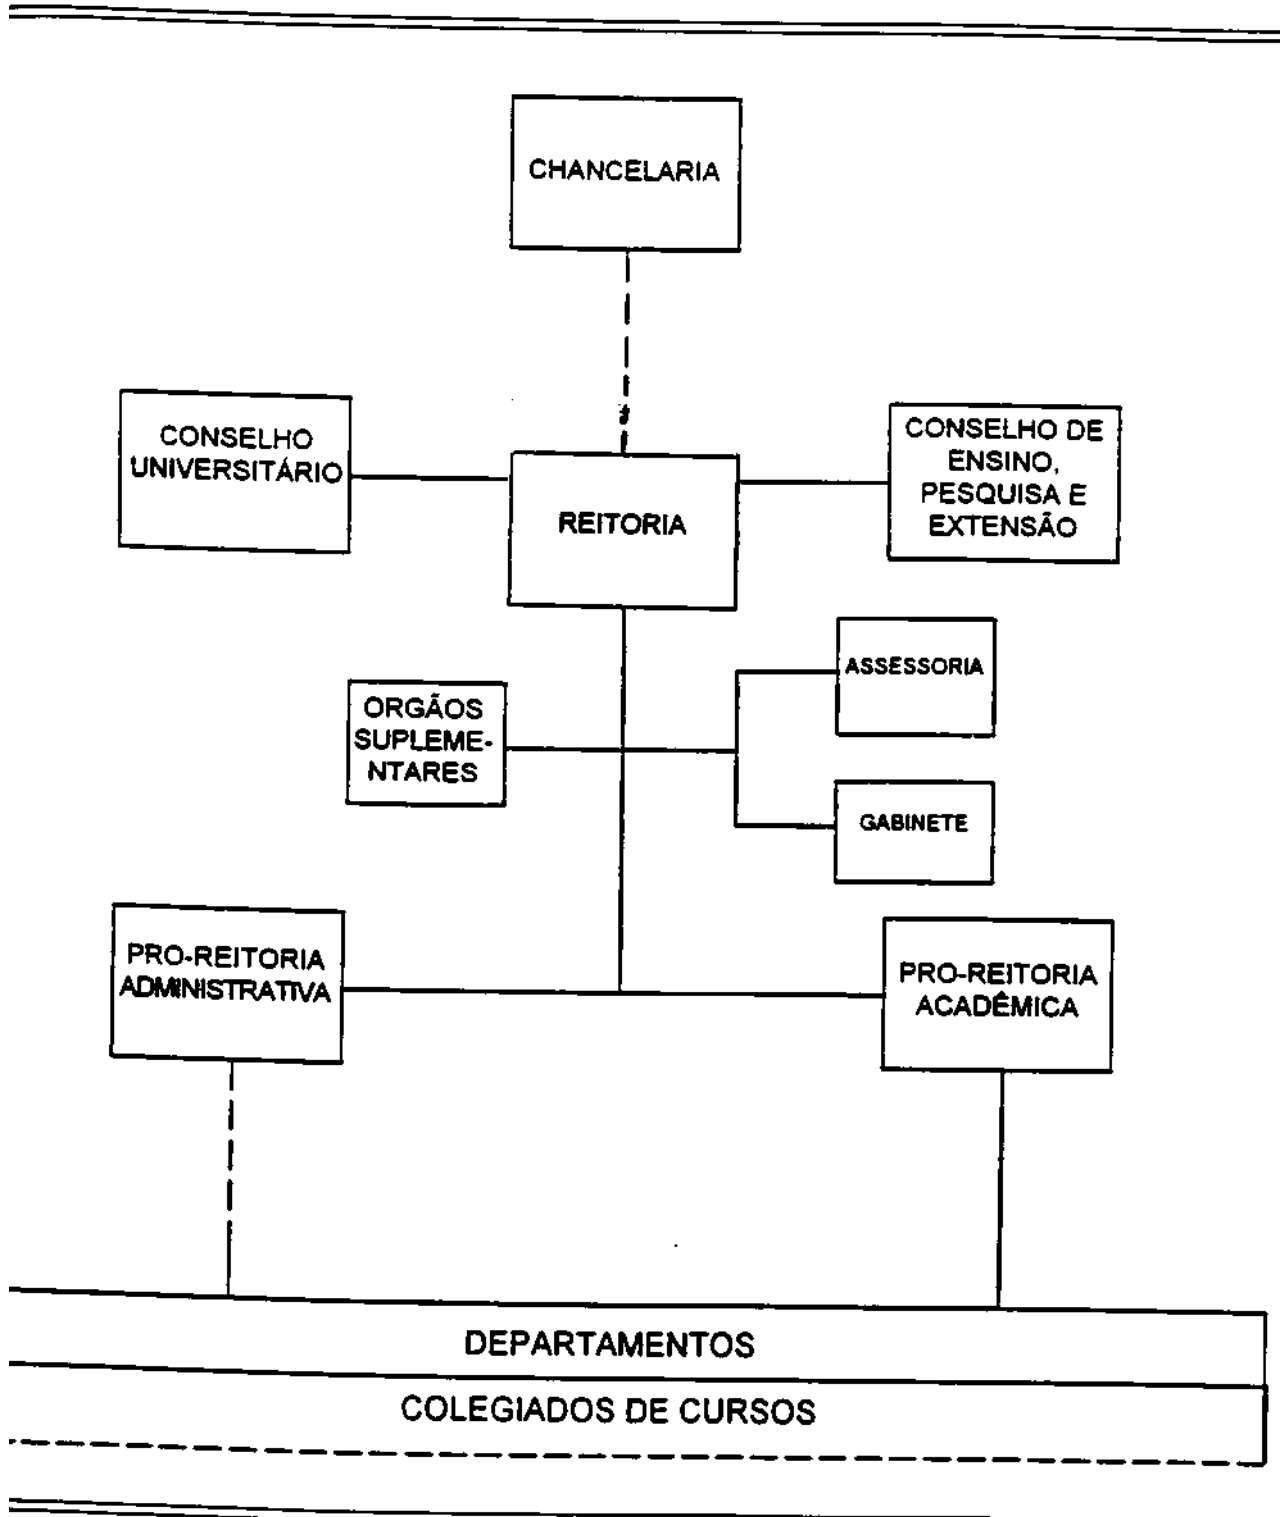 CHANCELARIA
CONSELHO
UNIVERSITÁRIO
REITORIA
CONSELHO DE
ENSINO,
PESQUISA E
EXTENSÃO
ASSESSORIA
ORGÃOS
SUPLEME-
NTARES
GABINETE
PRO-REITORIA
ADMINISTRATIVA
PRO-REITORIA
ACADÊMICA
DEPARTAMENTOS
COLEGIADOS DE CURSOS